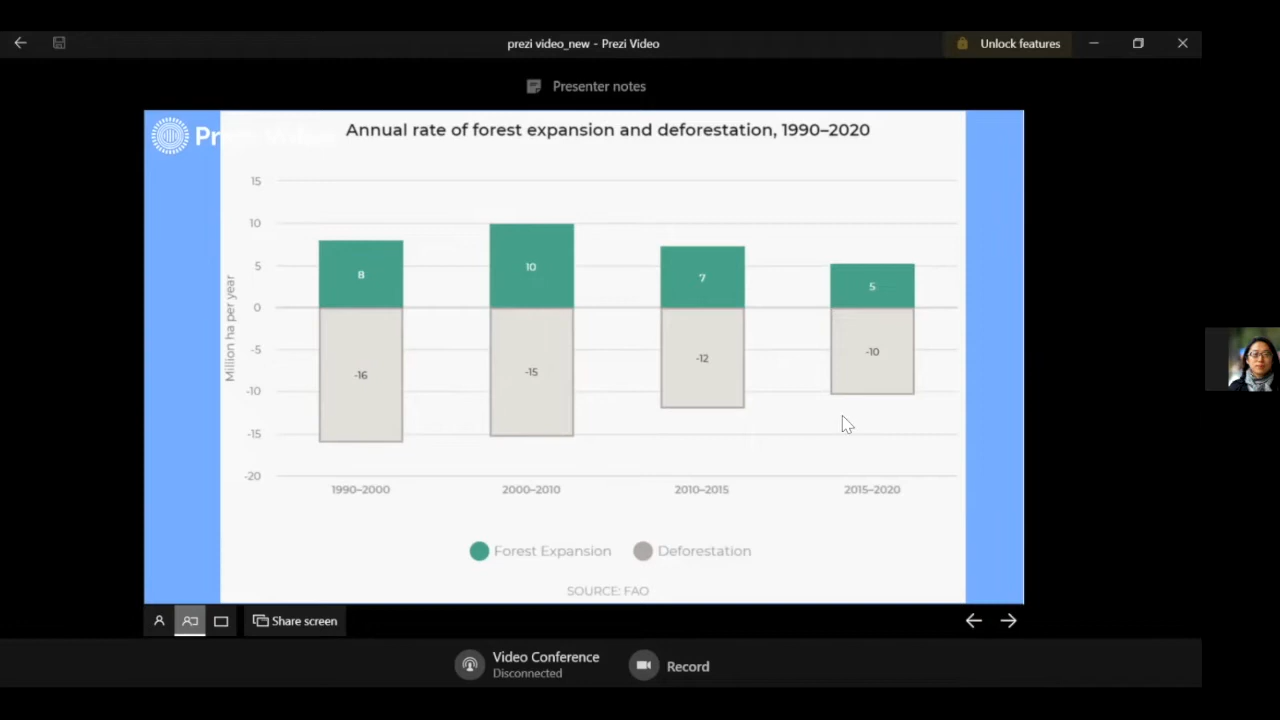 prezi video_new - Prezi Video
Unlock features
Presenter notes
Annual rate of forest expansion and deforestation, 1990–2020
Million ha per year
15
10
5
0
-5
-10
-15
-20
8
10
7
5
-16
-15
-12
-10
1990–2000
2000–2010
2010–2015
2015–2020
Forest Expansion
Deforestation
SOURCE: FAO
Share screen
Video Conference
Disconnected
Record